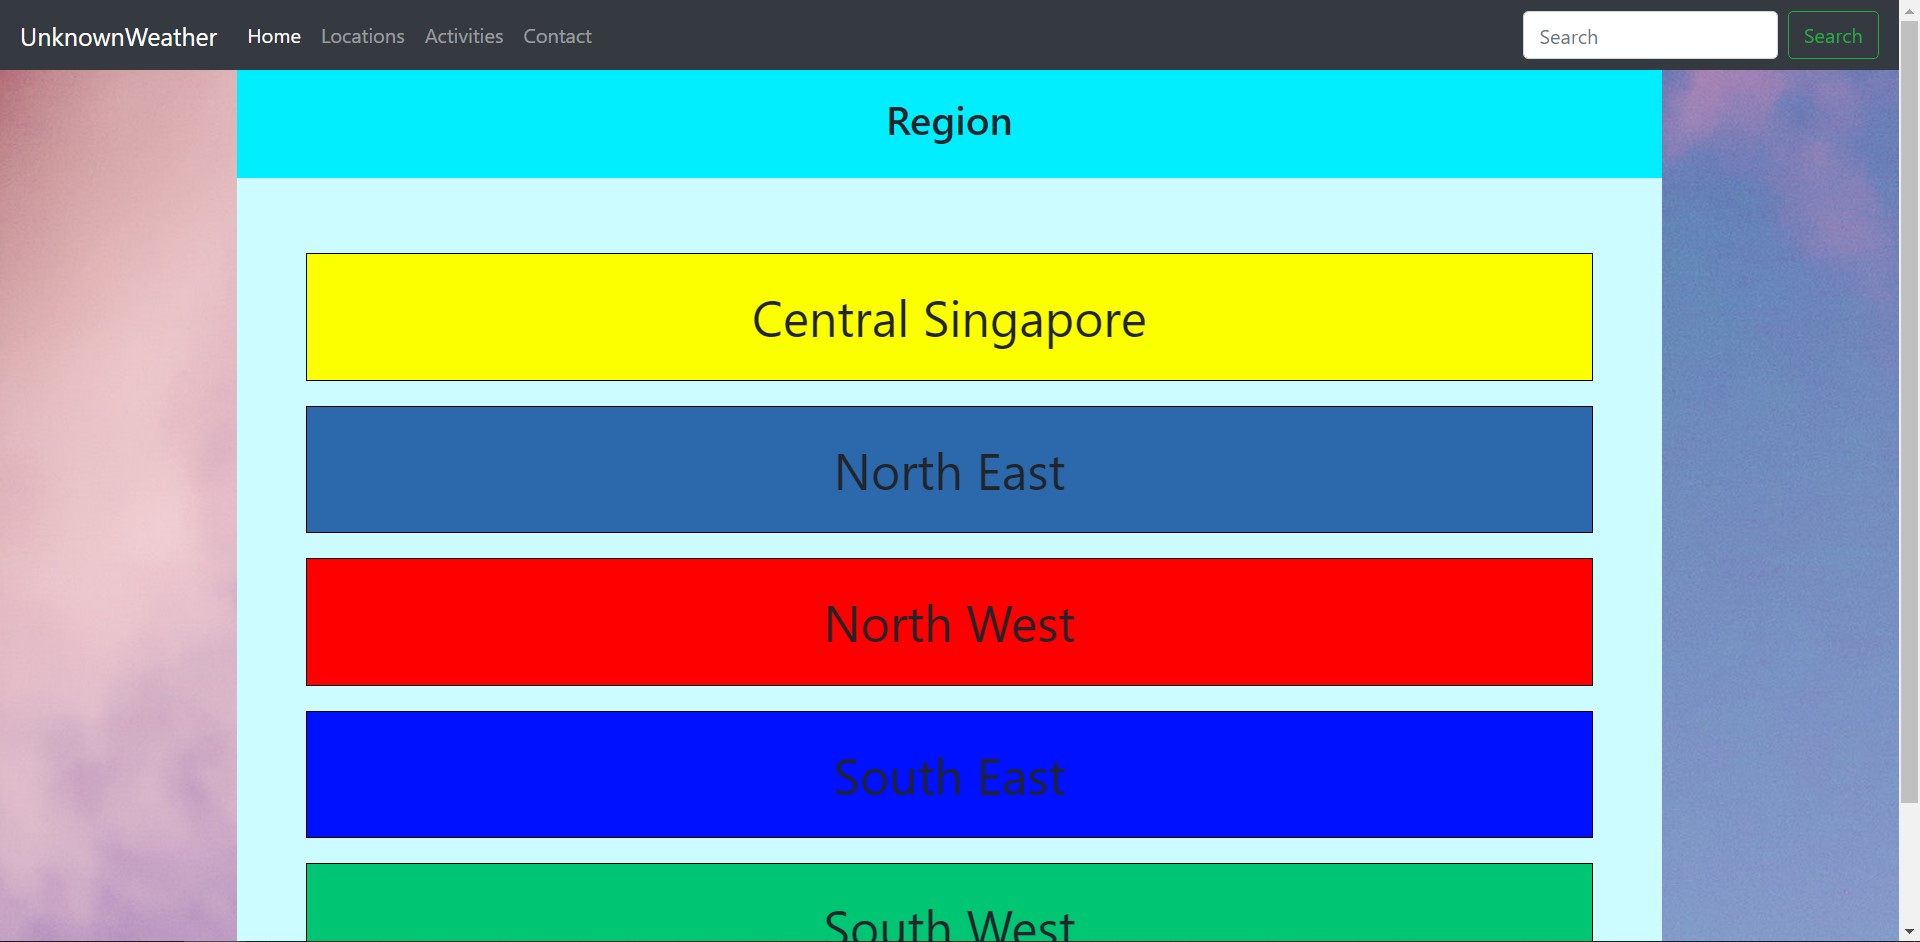 UnknownWeather Home Locations Activities Contact Search Search
Region
Central Singapore
North East
North West
South East
South West